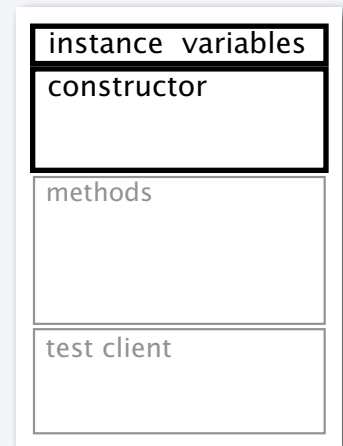 instance variables
constructor
methods
test client